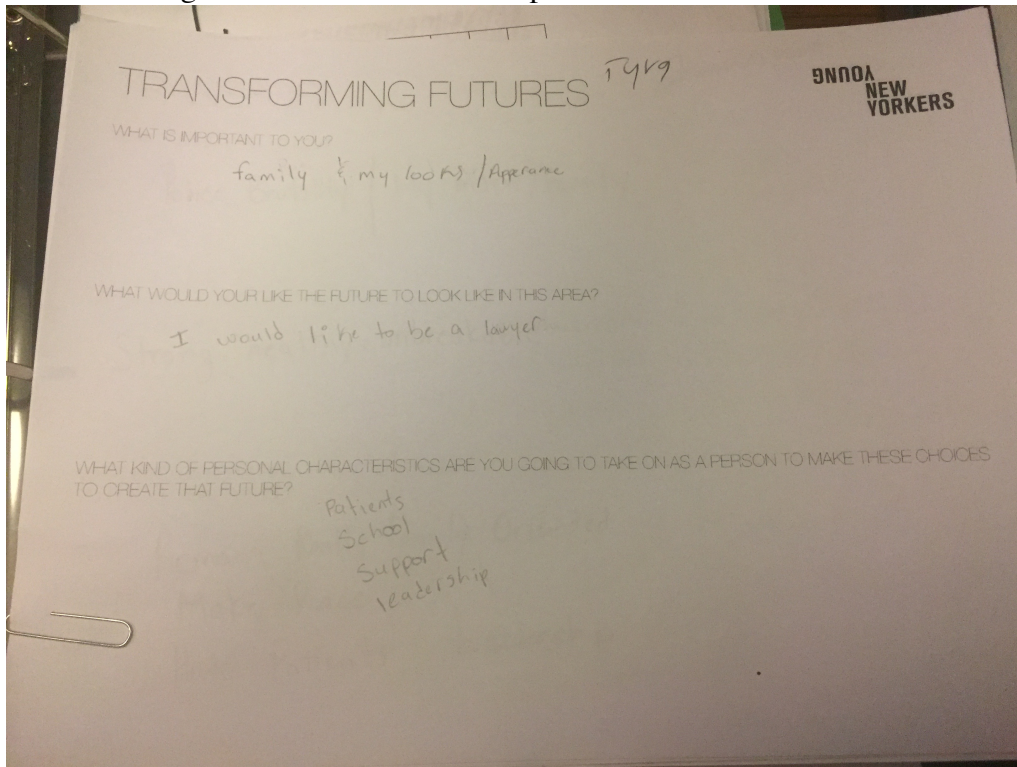 TRANSFORMING FUTURES
YOUNG
NEW
YORKERS
WHAT IS IMPORTANT TO YOU?
family & my looks / Apperance
WHAT WOULD YOUR LIKE THE FUTURE TO LOOK LIKE IN THIS AREA?
I would like to be a lawyer
WHAT KIND OF PERSONAL CHARACTERISTICS ARE YOU GOING TO TAKE ON AS A PERSON TO MAKE THESE CHOICES
TO CREATE THAT FUTURE?
Patients
School
Support
leadership